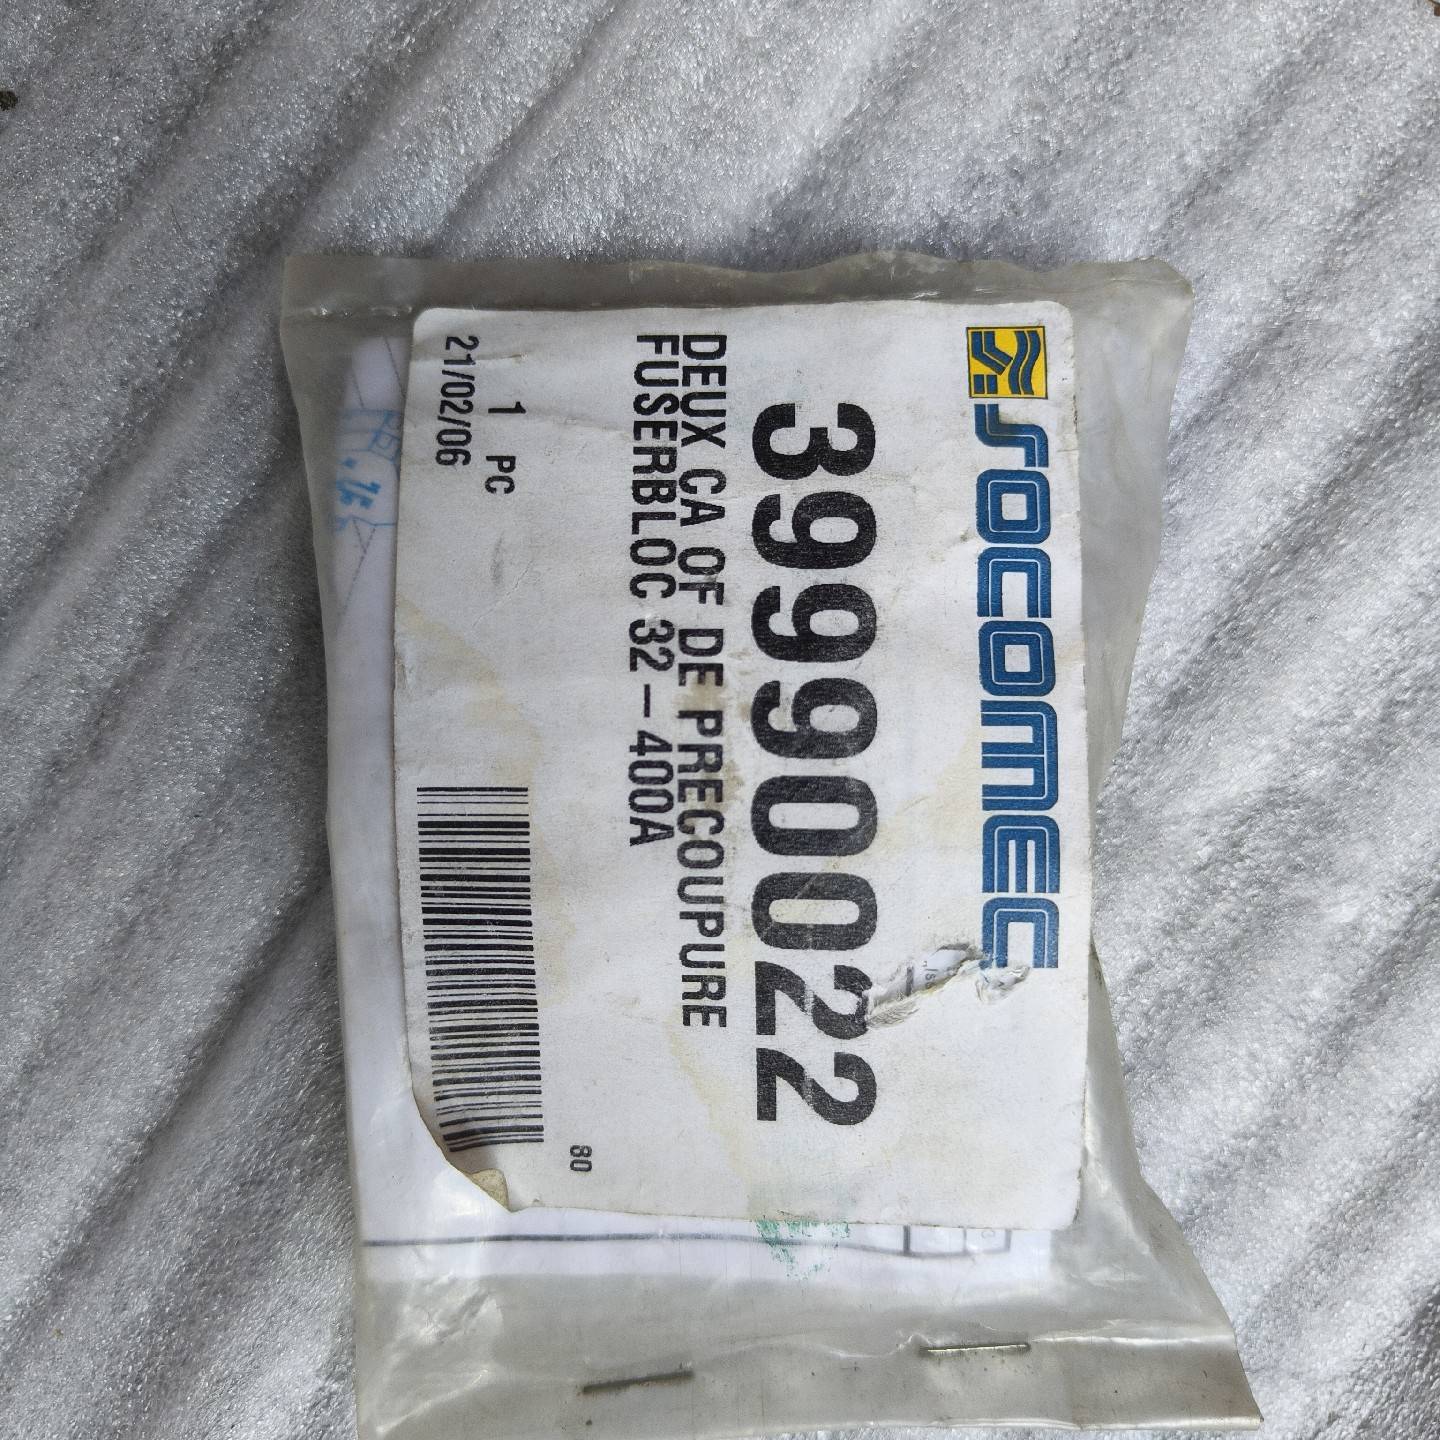 SOCOMEC
39990022
DEUX CA OF DE PRECOUPURE
FUSERBLOC 32-400A
80
1 PC
21/02/06